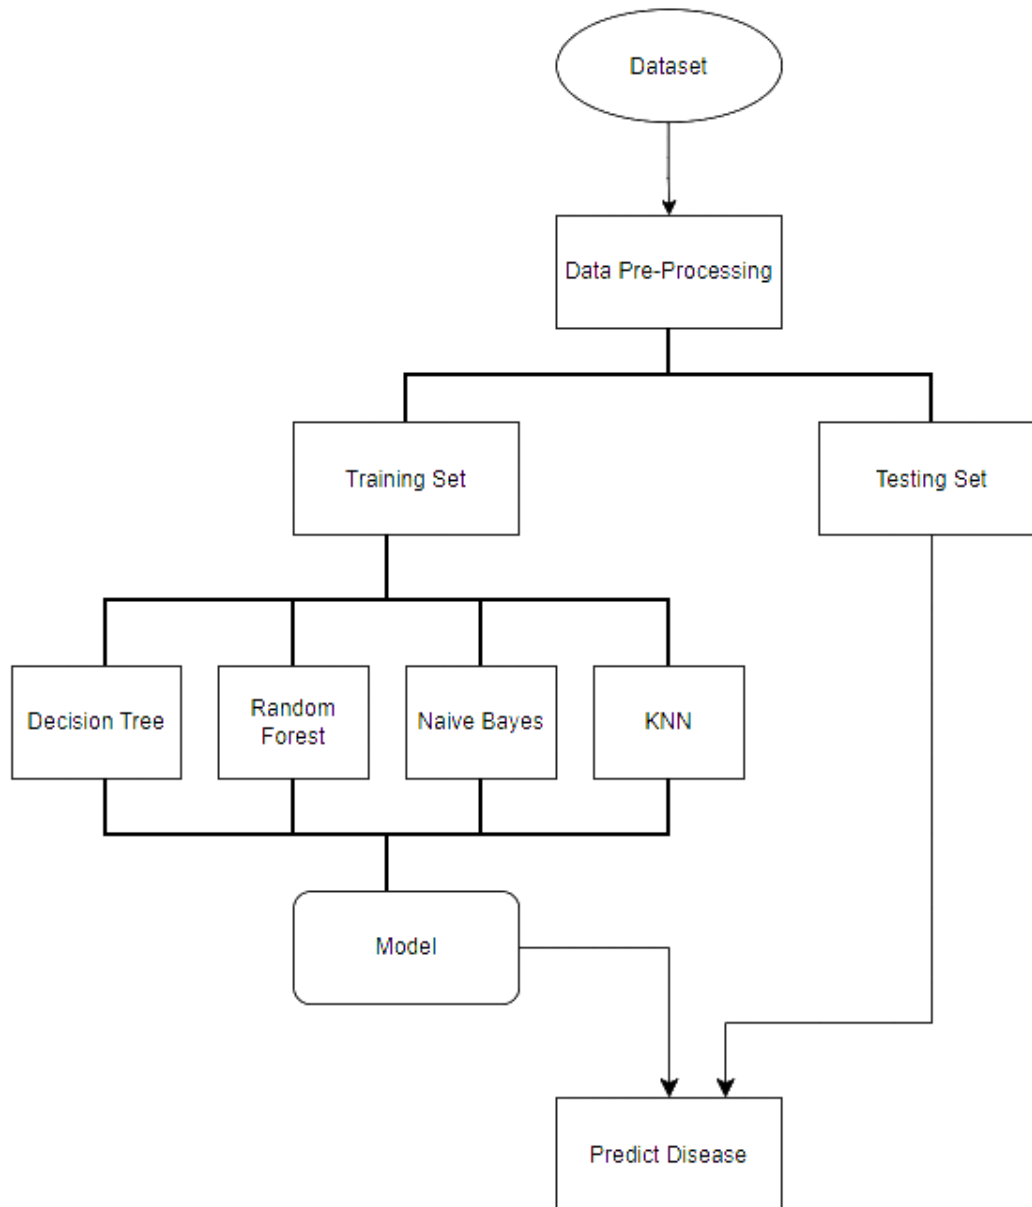 Dataset
Data Pre-Processing
Training Set
Testing Set
Decision Tree
Random
Forest
Naive Bayes
KNN
Model
Predict Disease